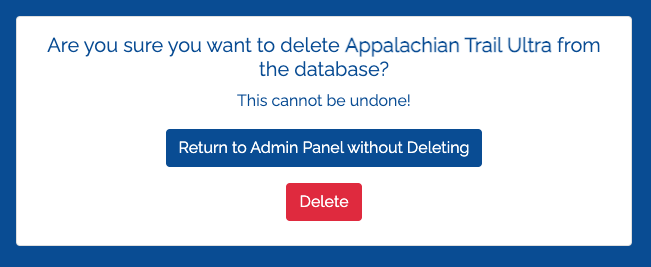 Are you sure you want to delete Appalachian Trail Ultra from
the database?
This cannot be undone!
Return to Admin Panel without Deleting
Delete